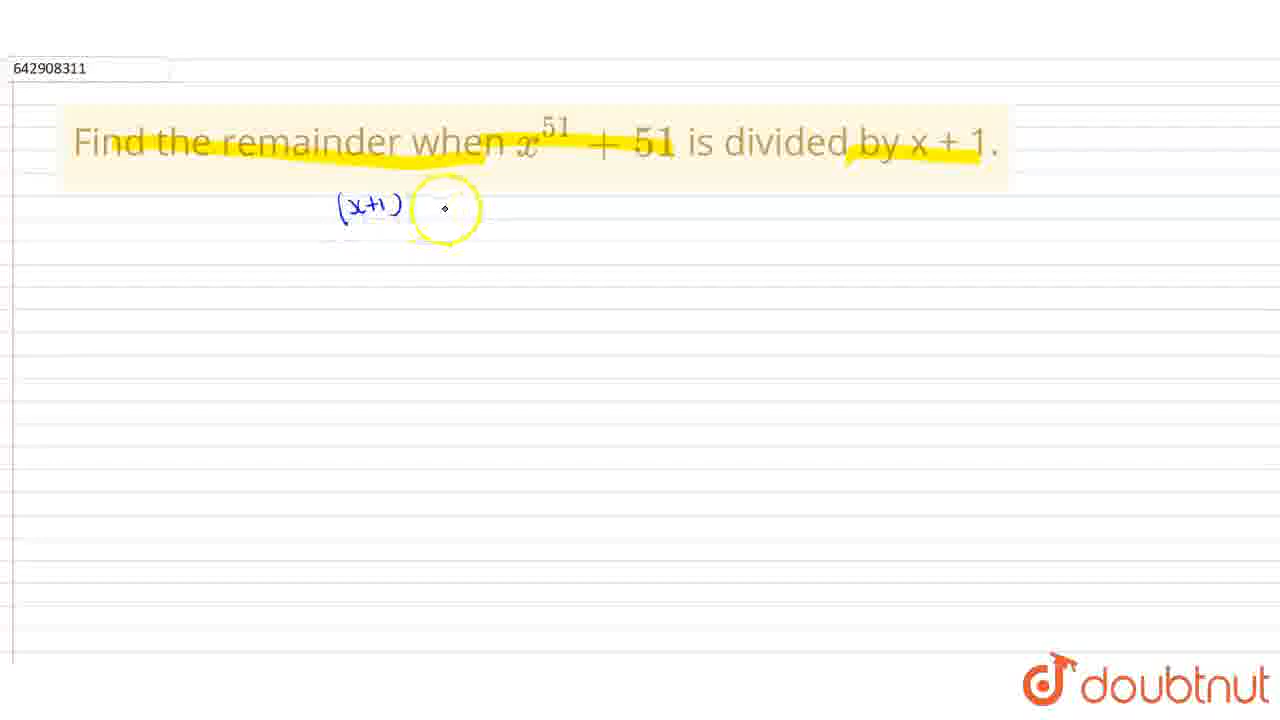 642908311
Find the remainder when x^51 + 51 is divided by x + 1.
(x+1)
doubtnut